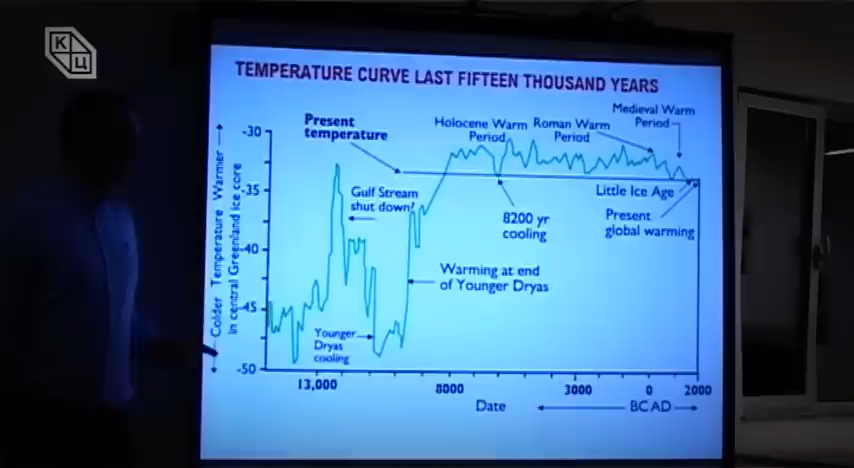 К
Ц
TEMPERATURE CURVE LAST FIFTEEN THOUSAND YEARS
Present
temperature
Holocene Warm
Period
Roman Warm
Period
Medieval Warm
Period
-30
-35
-40
-45
-50
Colder Temperature Warmer
in central Greenland ice core
Gulf Stream
shut down?
8200 yr
cooling
Little Ice Age
Present
global warming
Warming at end
of Younger Dryas
Younger
Dryas
cooling
13,000
8000
3000
0
2000
Date
BC AD